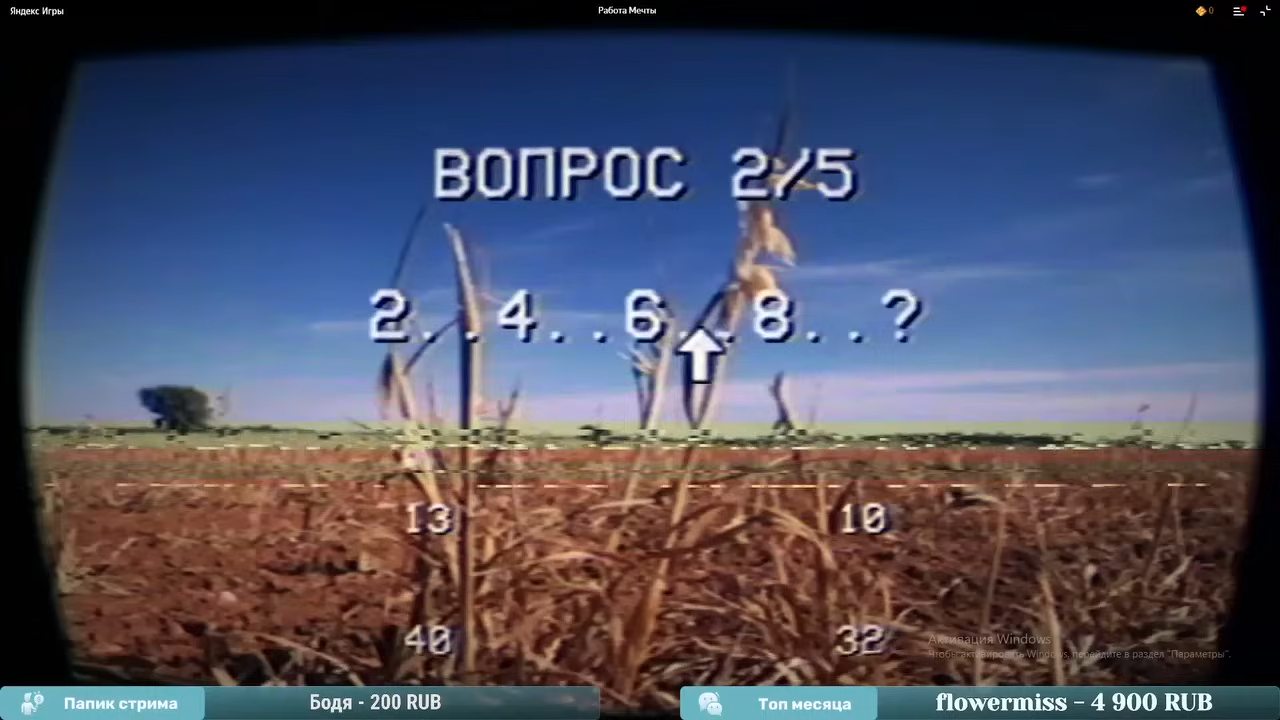 Яндекс Игры
Работа Мечты
0
ВОПРОС 2/5
2..4..6..8..?
13
10
40
32
Активация Windows
Чтобы активировать Windows, перейдите в раздел "Параметры".
Папик стрима
Бодя - 200 RUB
Топ месяца
flowermiss - 4 900 RUB